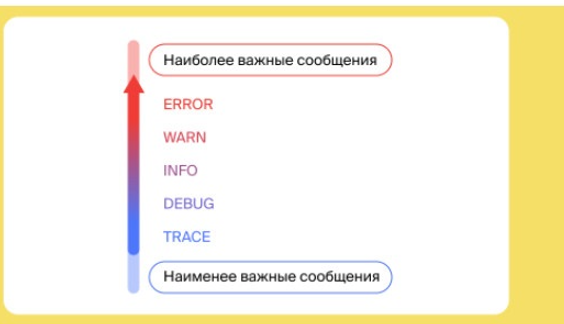 Наиболее важные сообщения
ERROR
WARN
INFO
DEBUG
TRACE
Наименее важные сообщения